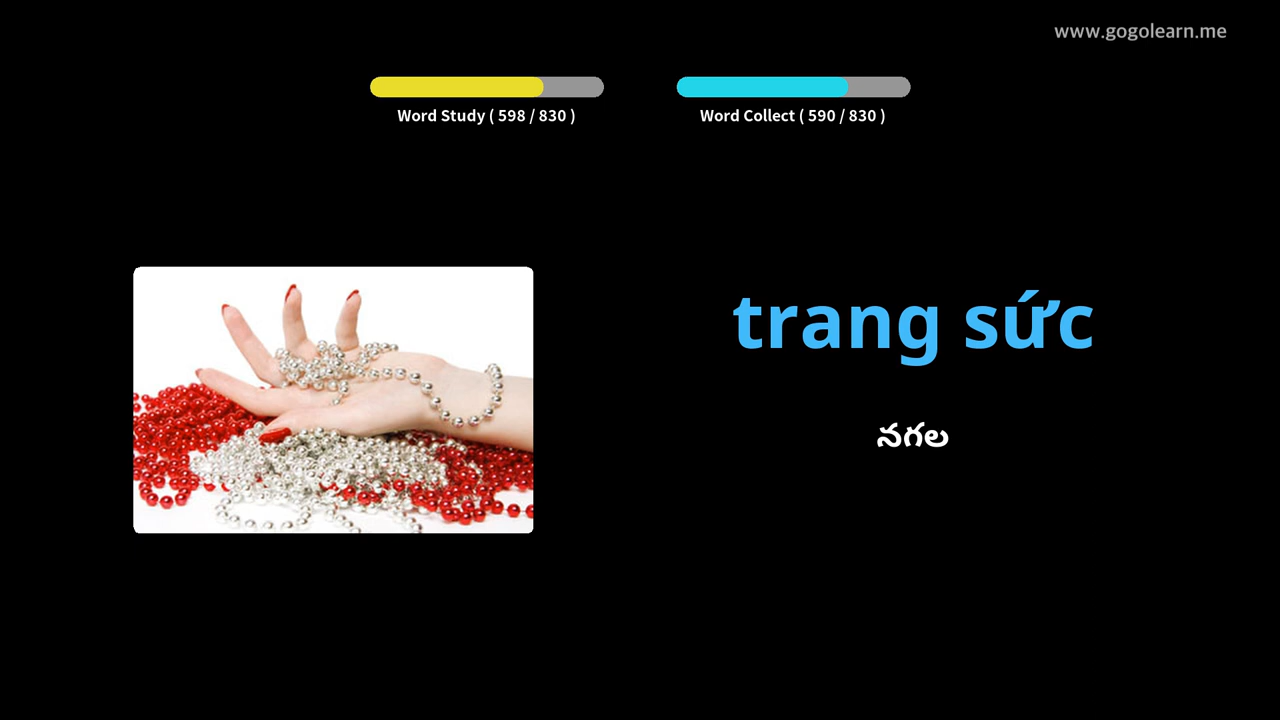 www.gogolearn.me
Word Study ( 598 / 830 )
Word Collect ( 590 / 830 )
trang sức
నగల